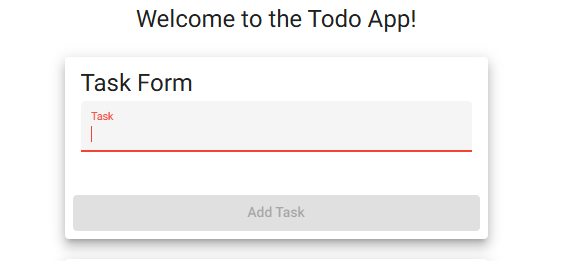 Welcome to the Todo App!
Task Form
Task
Add Task